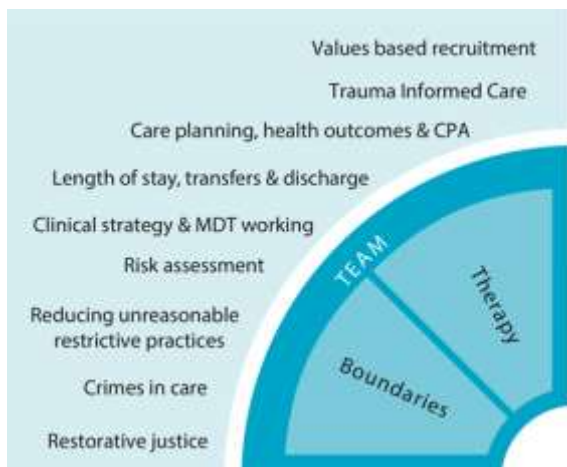 Values based recruitment
Trauma Informed Care
Care planning, health outcomes & CPA
Length of stay, transfers & discharge
Clinical strategy & MDT working
Risk assessment
Reducing unreasonable
restrictive practices
Crimes in care
Restorative justice
TEAM
Therapy
Boundaries